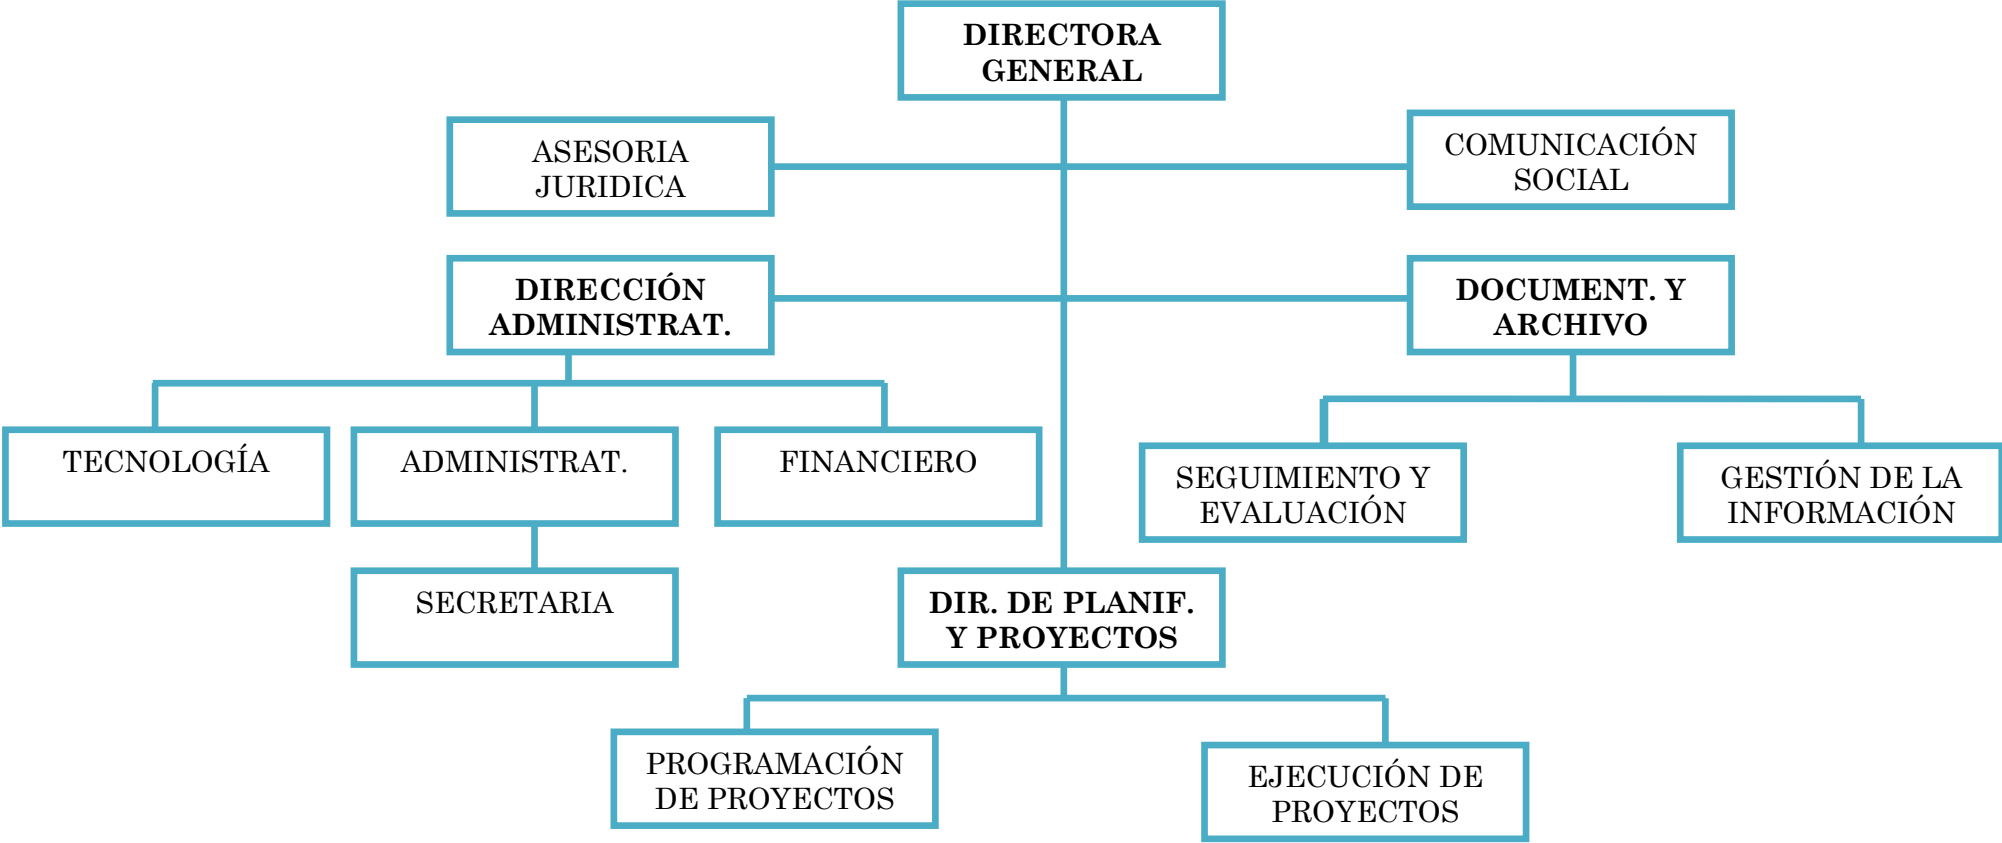 DIRECTORA
GENERAL
ASESORIA
JURIDICA
COMUNICACIÓN
SOCIAL
DIRECCIÓN
ADMINISTRAT.
DOCUMENT. Y
ARCHIVO
TECNOLOGÍA
ADMINISTRAT.
FINANCIERO
SEGUIMIENTO Y
EVALUACIÓN
GESTIÓN DE LA
INFORMACIÓN
SECRETARIA
DIR. DE PLANIF.
Y PROYECTOS
PROGRAMACIÓN
DE PROYECTOS
EJECUCIÓN DE
PROYECTOS